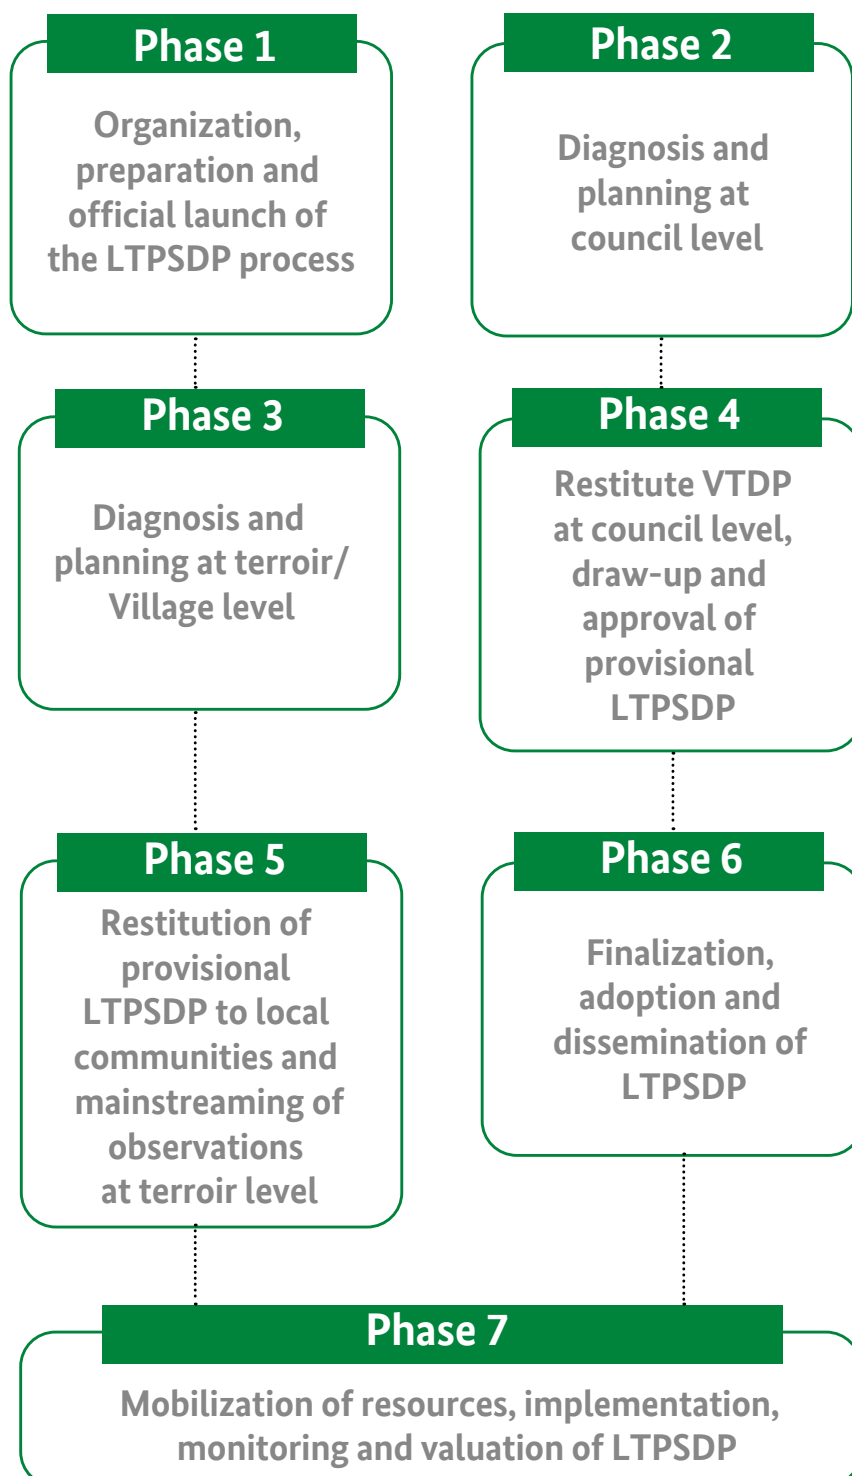 Phase 1
Organization,
preparation and
official launch of
the LTPSDP process
Phase 2
Diagnosis and
planning at
council level
Phase 3
Diagnosis and
planning at terroir/
Village level
Phase 4
Restitute VTDP
at council level,
draw-up and
approval of
provisional
LTPSDP
Phase 5
Restitution of
provisional
LTPSDP to local
communities and
mainstreaming of
observations
at terroir level
Phase 6
Finalization,
adoption and
dissemination of
LTPSDP
Phase 7
Mobilization of resources, implementation,
monitoring and valuation of LTPSDP